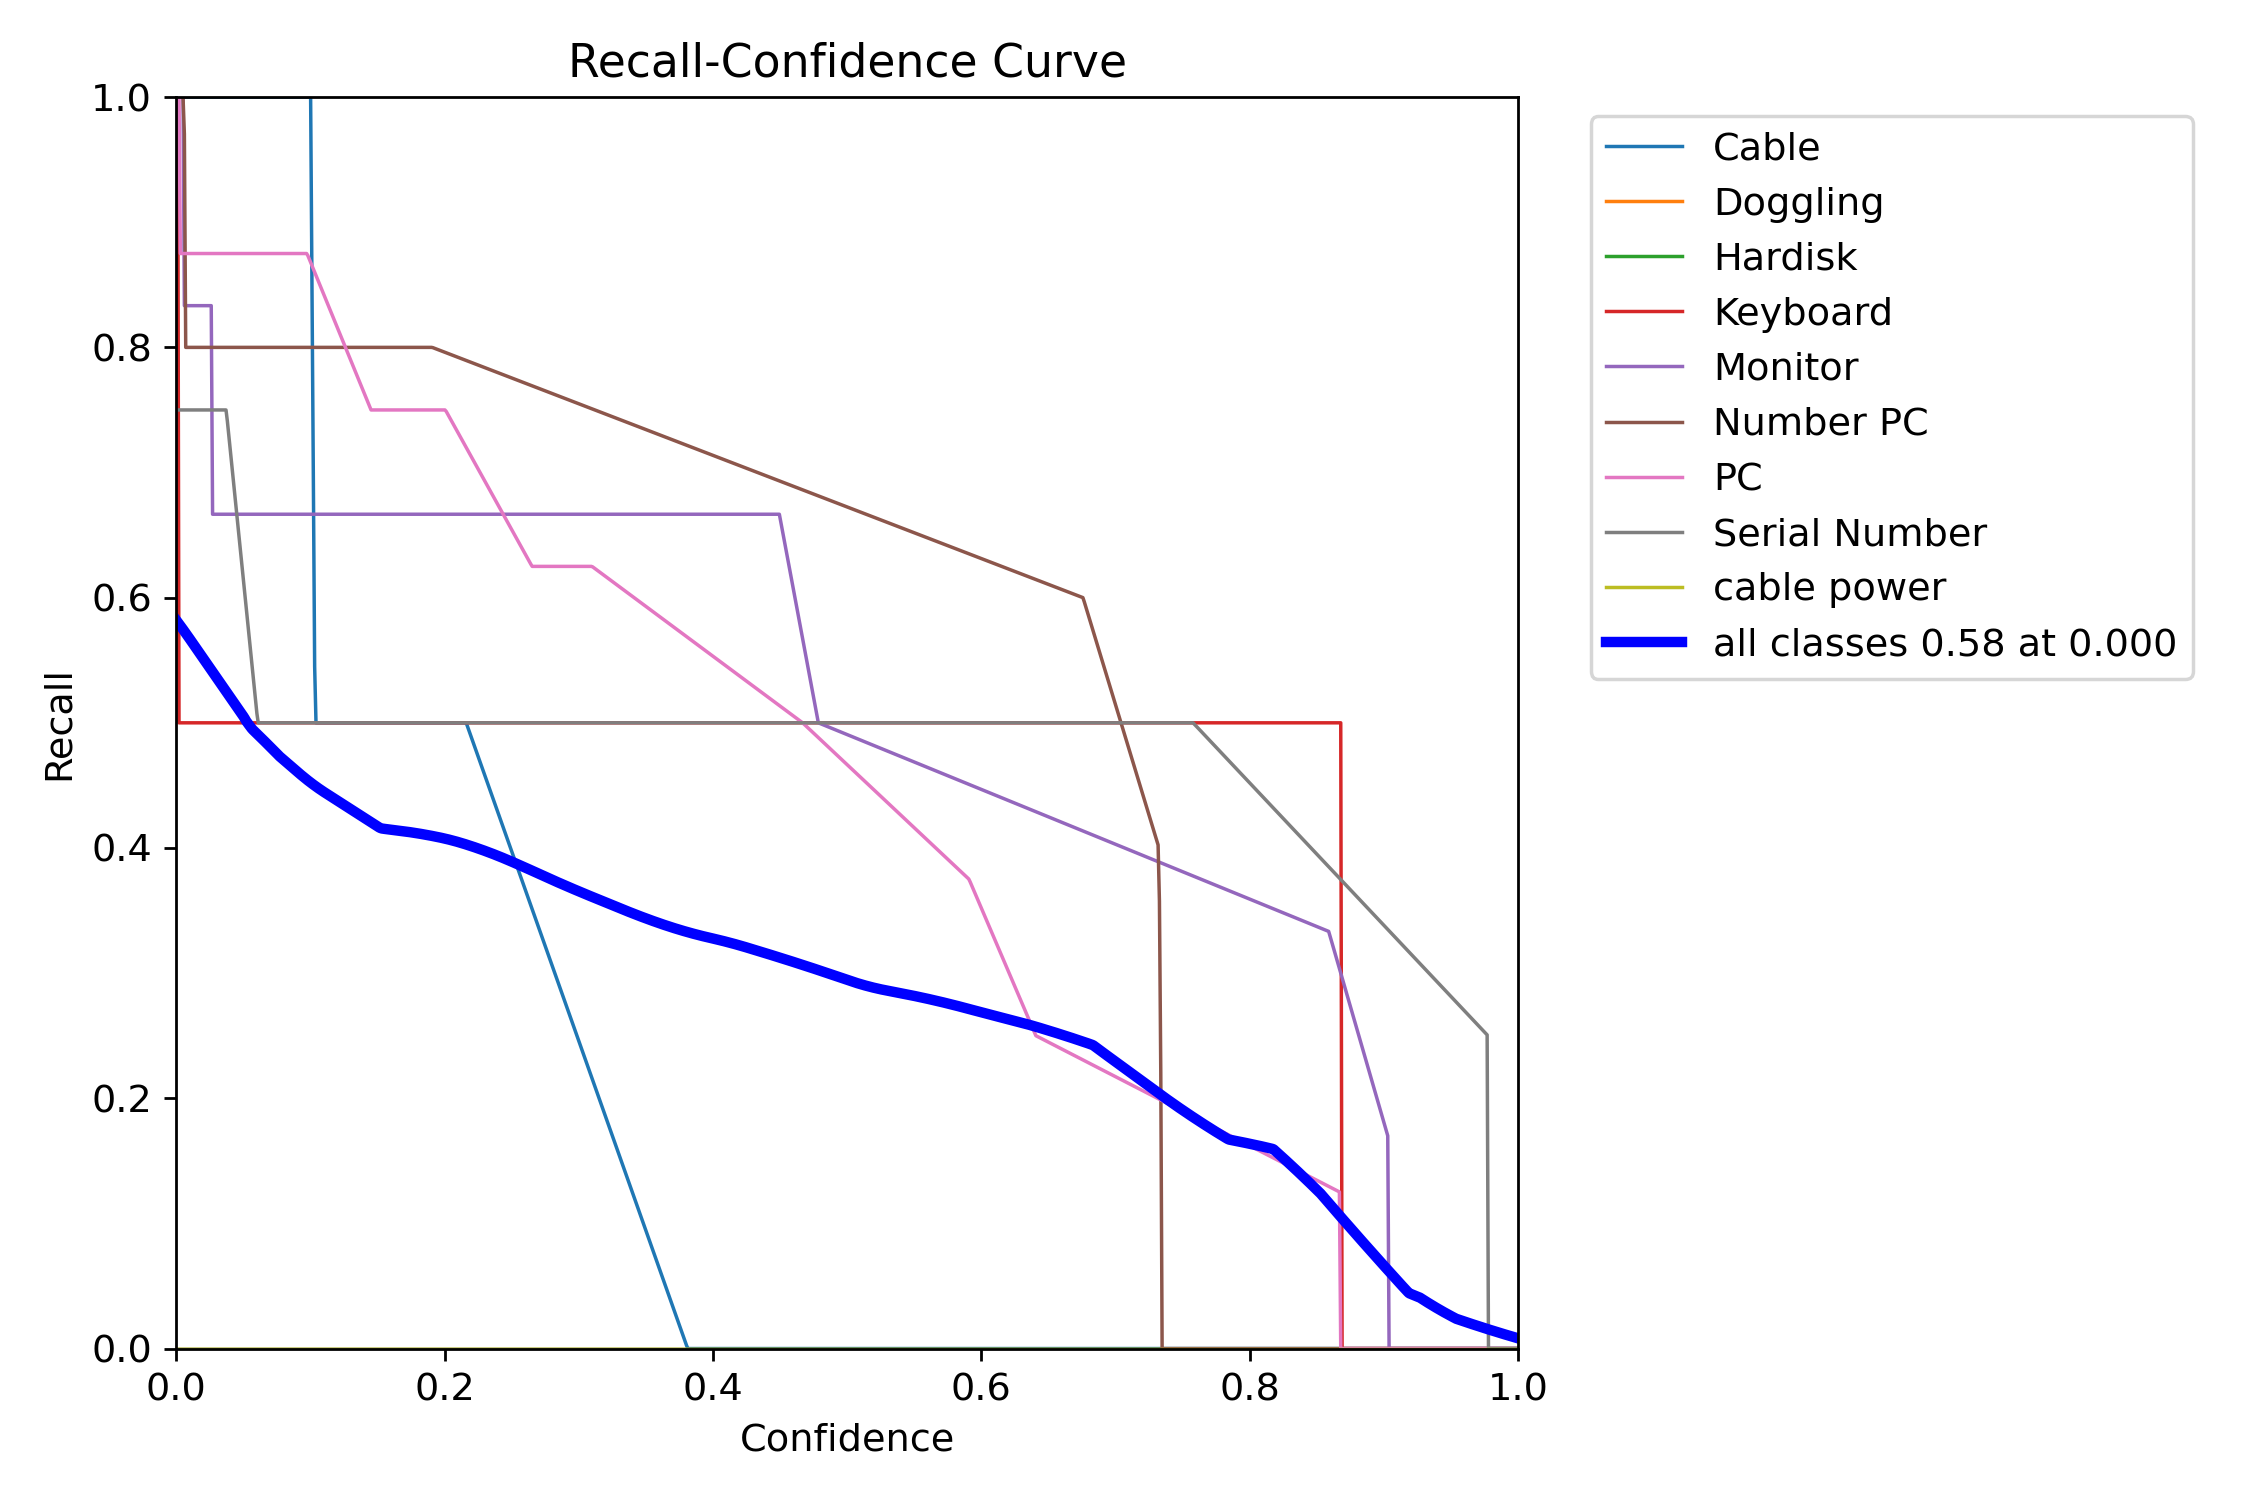 Recall-Confidence Curve
1.0
0.8
0.6
0.4
0.2
0.0
Recall
0.0 0.2 0.4 0.6 0.8 1.0
Confidence
Cable
Doggling
Hardisk
Keyboard
Monitor
Number PC
PC
Serial Number
cable power
all classes 0.58 at 0.000